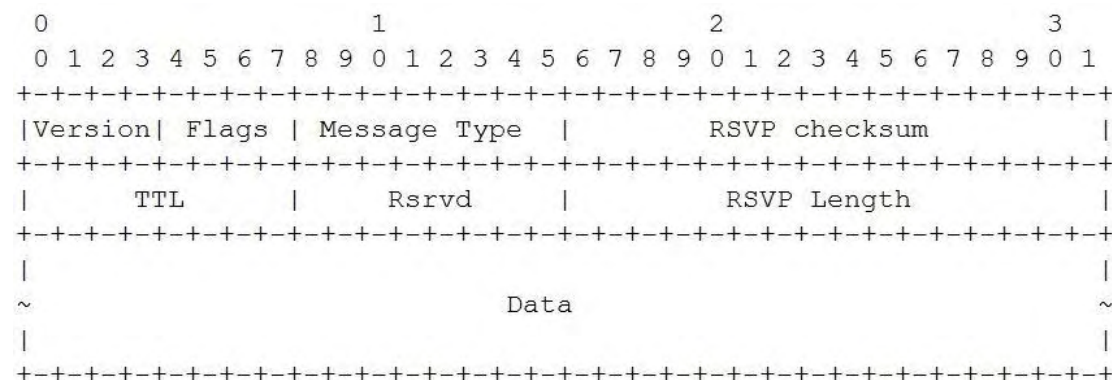 0                   1                   2                   3
 0 1 2 3 4 5 6 7 8 9 0 1 2 3 4 5 6 7 8 9 0 1 2 3 4 5 6 7 8 9 0 1
+-+-+-+-+-+-+-+-+-+-+-+-+-+-+-+-+-+-+-+-+-+-+-+-+-+-+-+-+-+-+-+-+
|Version| Flags | Message Type  |        RSVP checksum          |
+-+-+-+-+-+-+-+-+-+-+-+-+-+-+-+-+-+-+-+-+-+-+-+-+-+-+-+-+-+-+-+-+
|      TTL      |     Rsrvd     |         RSVP Length           |
+-+-+-+-+-+-+-+-+-+-+-+-+-+-+-+-+-+-+-+-+-+-+-+-+-+-+-+-+-+-+-+-+
|                                                               |
~                            Data                               ~
|                                                               |
+-+-+-+-+-+-+-+-+-+-+-+-+-+-+-+-+-+-+-+-+-+-+-+-+-+-+-+-+-+-+-+-+